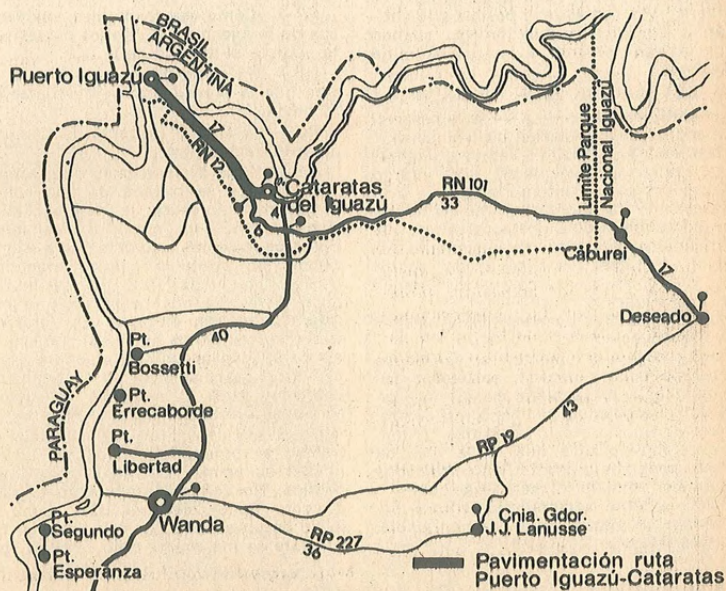 BRASIL
ARGENTINA
Puerto Iguazú
17
RN 12
Cataratas
del Iguazú
4
6
RN 101
33
Límite Parque
Nacional Iguazú
Caburei
17
Deseado
40
Pt.
Bossetti
Pt.
Errecaborde
PARAGUAY
Pt.
Libertad
43
RP 19
Wanda
Pt.
Segundo
Pt.
Esperanza
RP 227
36
Cnia. Gdor.
J.J. Lanusse
Pavimentación ruta
Puerto Iguazú-Cataratas